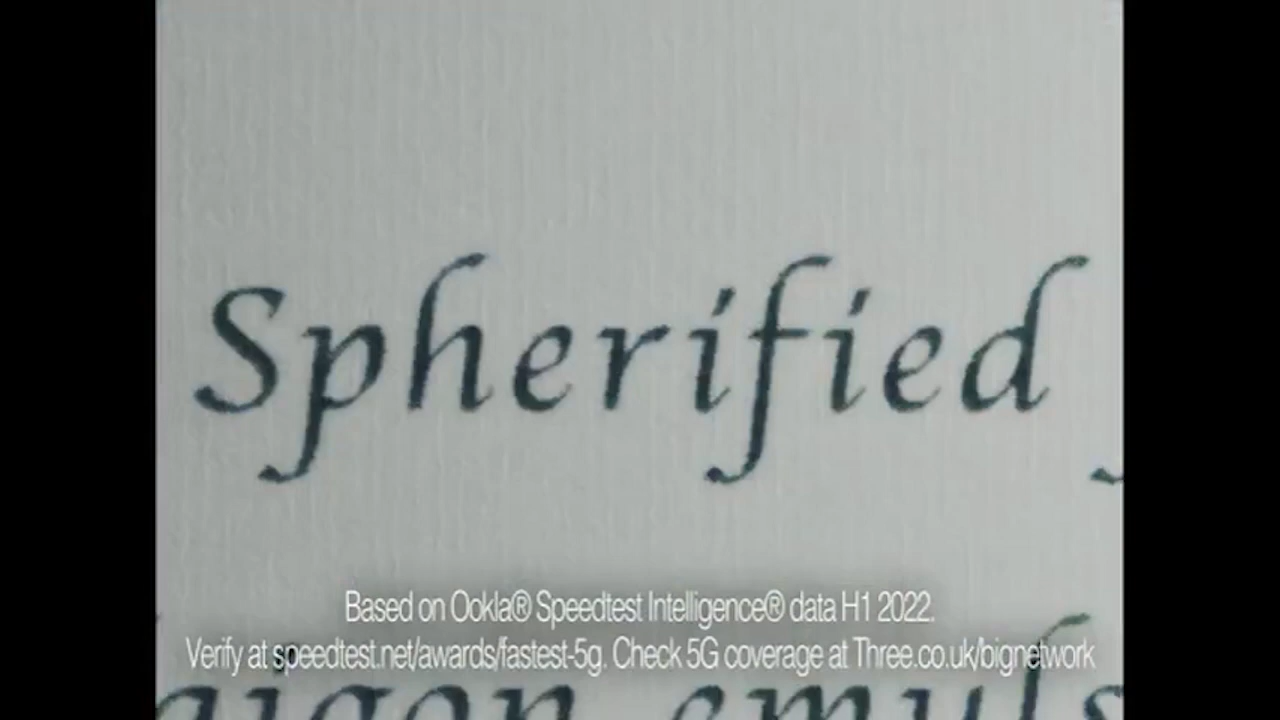 Spherified
Based on Ookla® Speedtest Intelligence® data H1 2022.
Verify at speedtest.net/awards/fastest-5g. Check 5G coverage at Three.co.uk/bignetwork